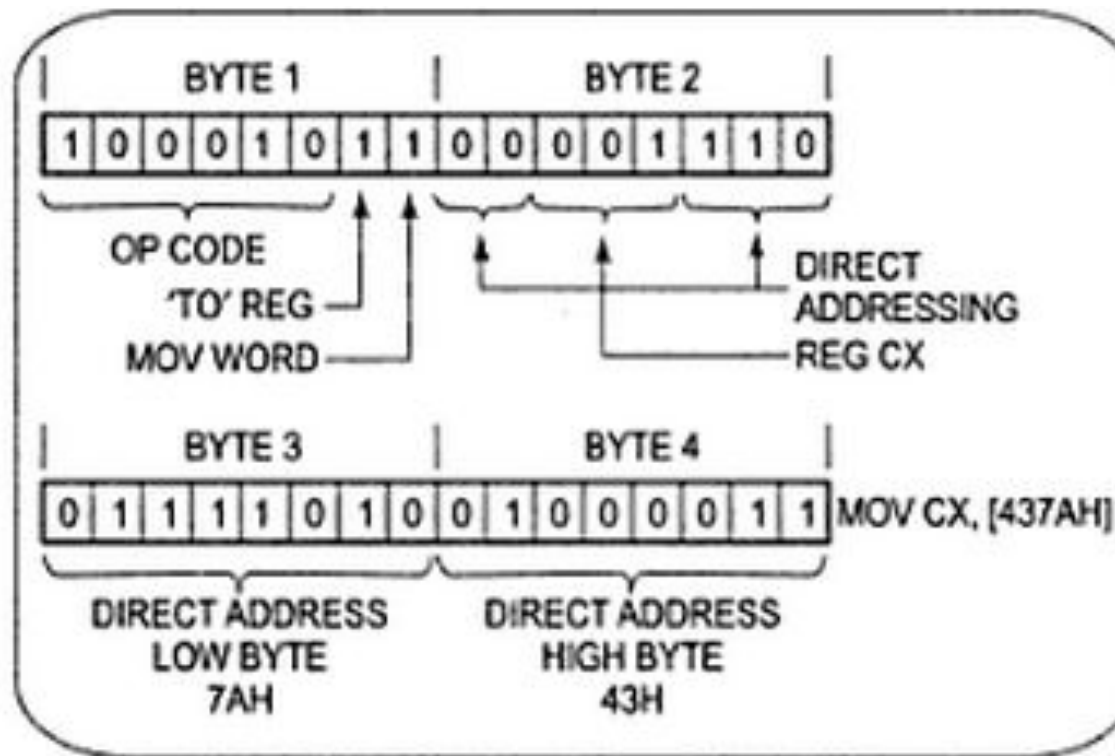 BYTE 1 BYTE 2
1 0 0 0 1 0 1 1 0 0 0 0 1 1 1 0
OP CODE
'TO' REG
MOV WORD
DIRECT
ADDRESSING
REG CX
BYTE 3 BYTE 4
0 1 1 1 1 0 1 0 0 1 0 0 0 0 1 1 MOV CX, [437AH]
DIRECT ADDRESS DIRECT ADDRESS
LOW BYTE HIGH BYTE
7AH 43H